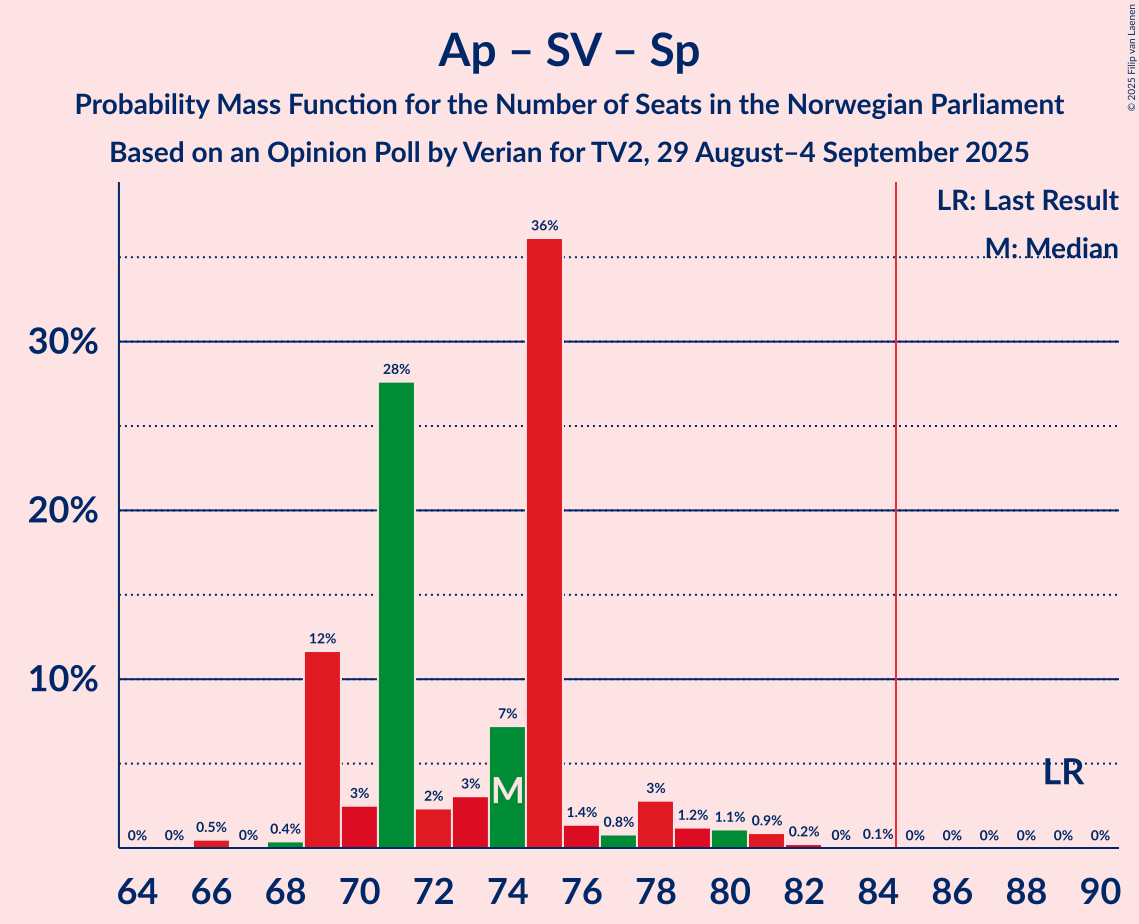 Ap – SV – Sp
Probability Mass Function for the Number of Seats in the Norwegian Parliament
Based on an Opinion Poll by Verian for TV2, 29 August–4 September 2025
© 2025 Filip van Laenen
LR: Last Result
M: Median
36%
30%
28%
20%
12%
10%
7%
M
LR
0% 0% 0.5% 0% 0.4% 3% 2% 3% 1.4% 0.8% 3% 1.2% 1.1% 0.9% 0.2% 0% 0.1% 0% 0% 0% 0% 0% 0%
64 66 68 70 72 74 76 78 80 82 84 86 88 90